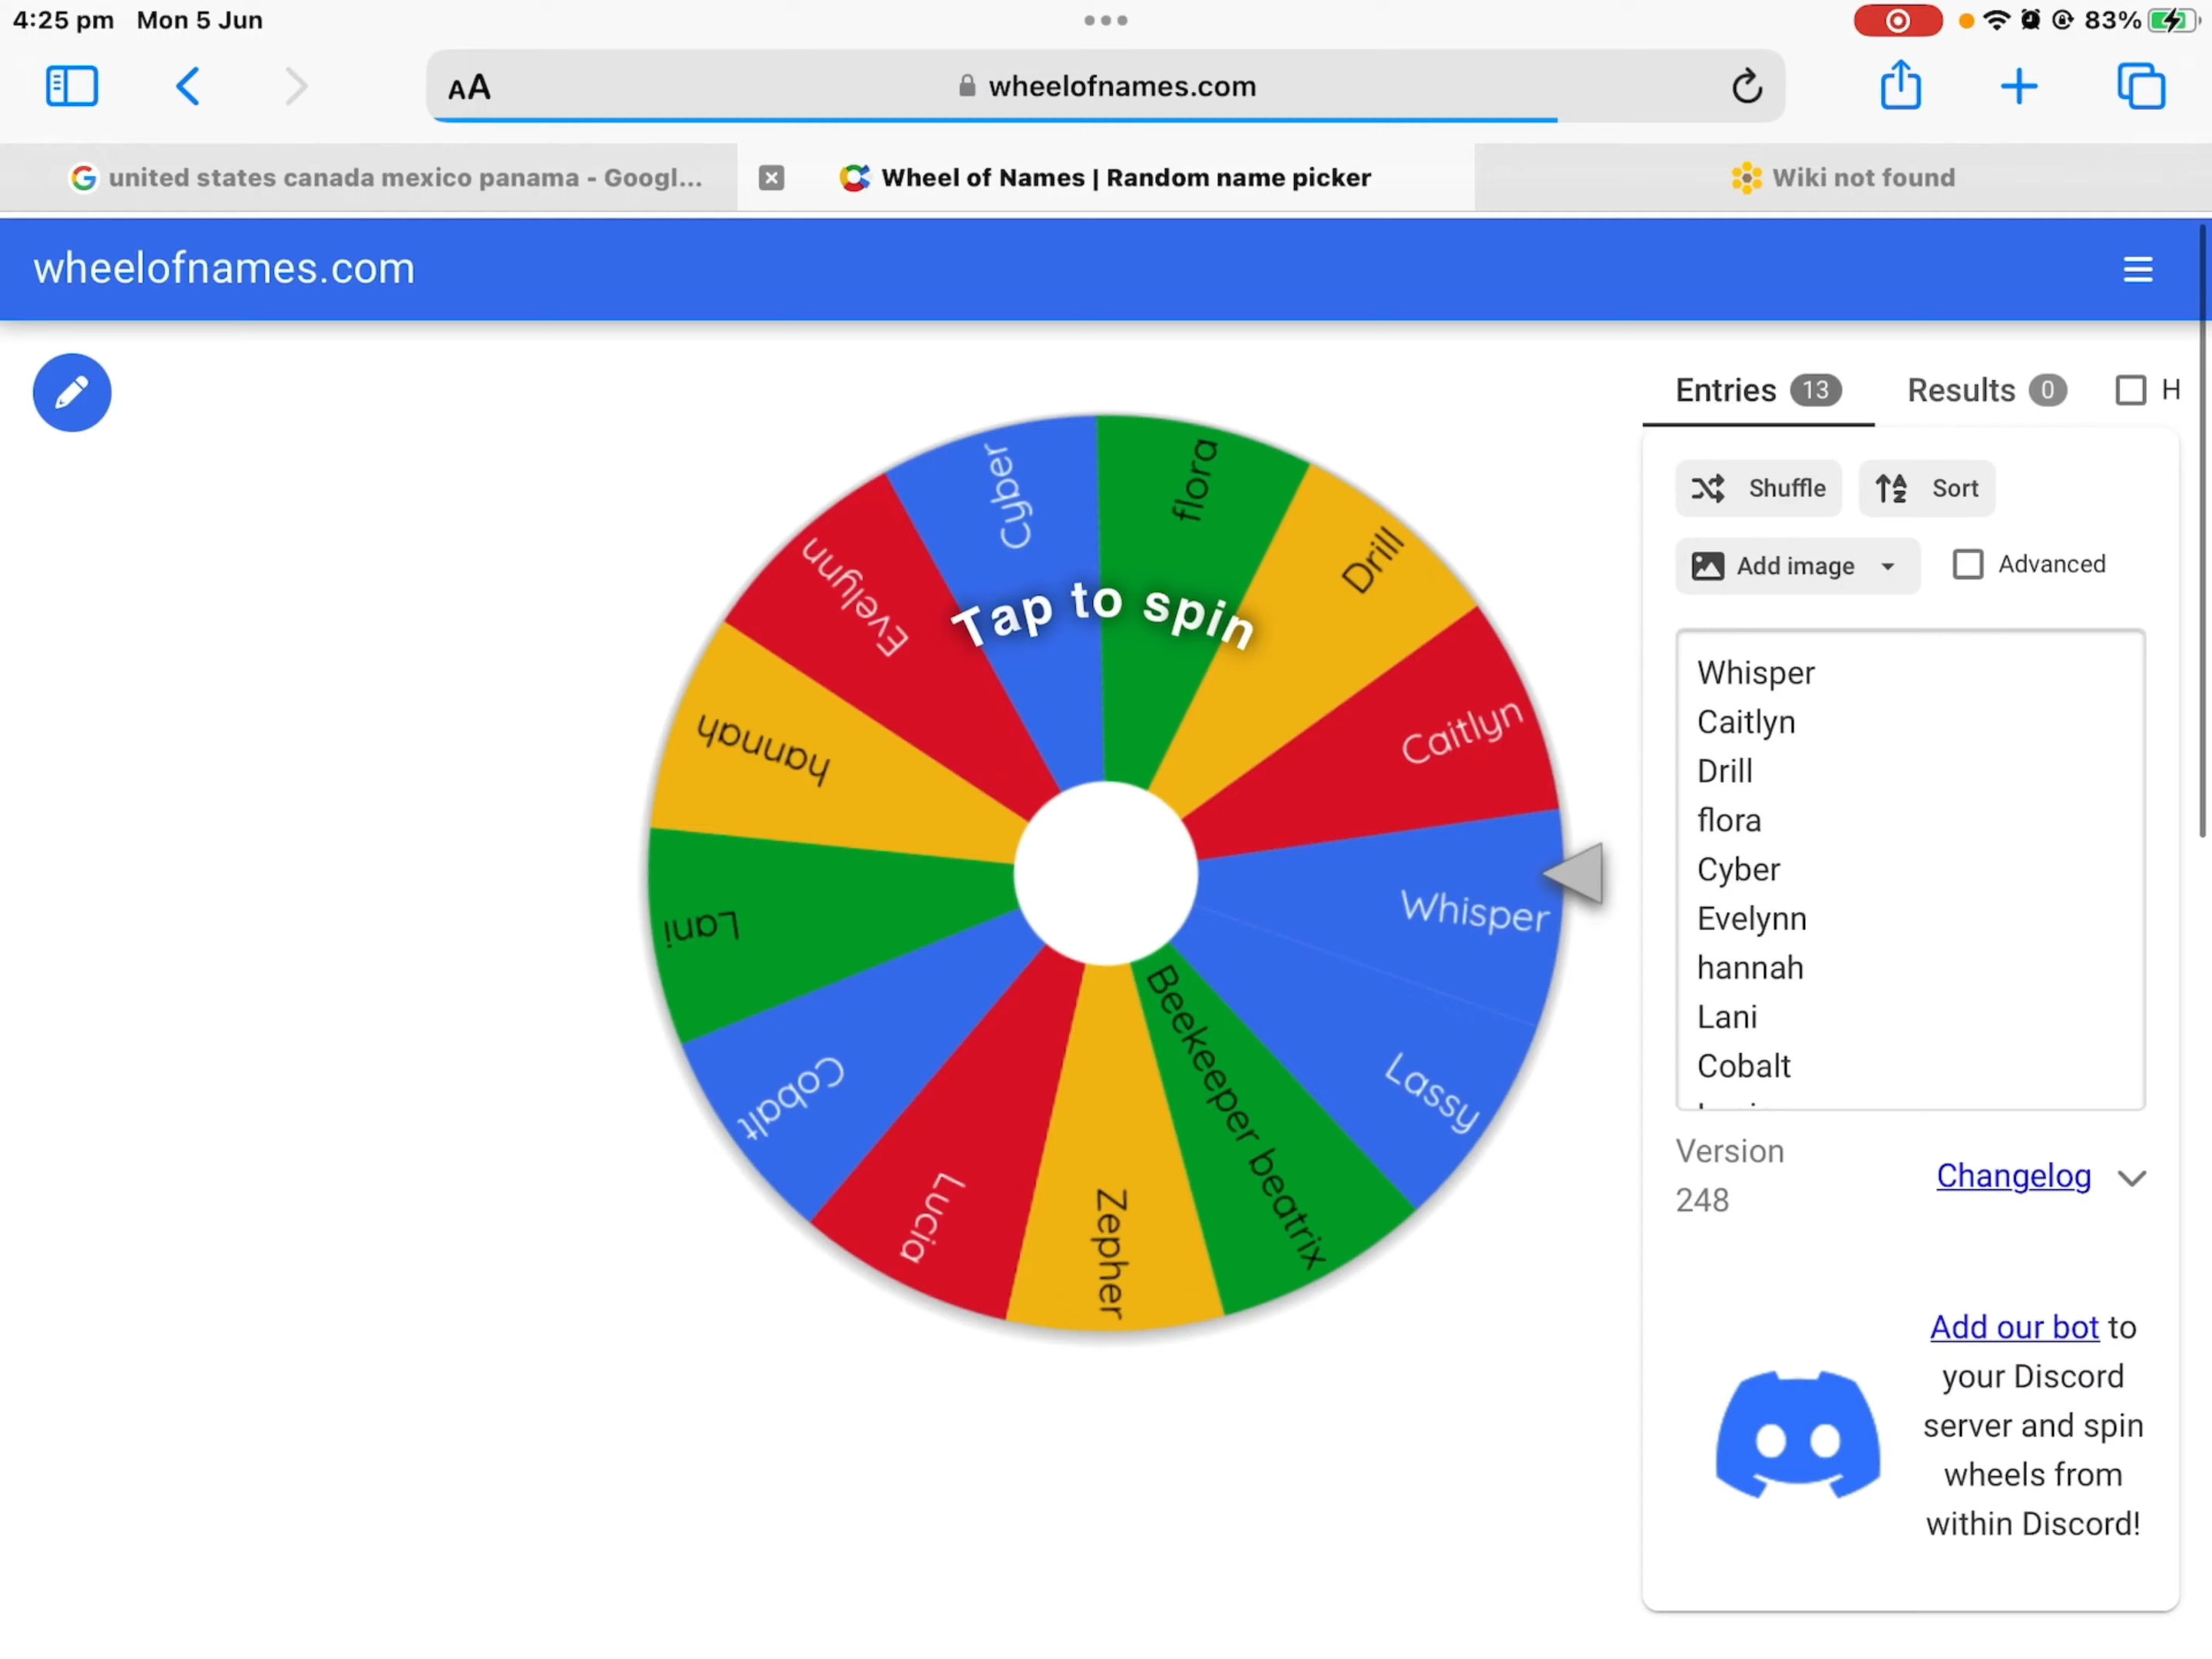 4:25 pm Mon 5 Jun
83%
AA
wheelofnames.com
united states canada mexico panama - Googl...
Wheel of Names | Random name picker
Wiki not found
wheelofnames.com
Entries 13
Results 0
H
Shuffle
Sort
Add image
Advanced
Whisper
Caitlyn
Drill
flora
Cyber
Evelynn
hannah
Lani
Cobalt
Version
248
Changelog
Add our bot to
your Discord
server and spin
wheels from
within Discord!
Tap to spin
Cyber
flora
Drill
Caitlyn
Whisper
Lassy
Beekeeper beatrix
Zepher
Lucia
Cobalt
Lani
hannah
Evelynn